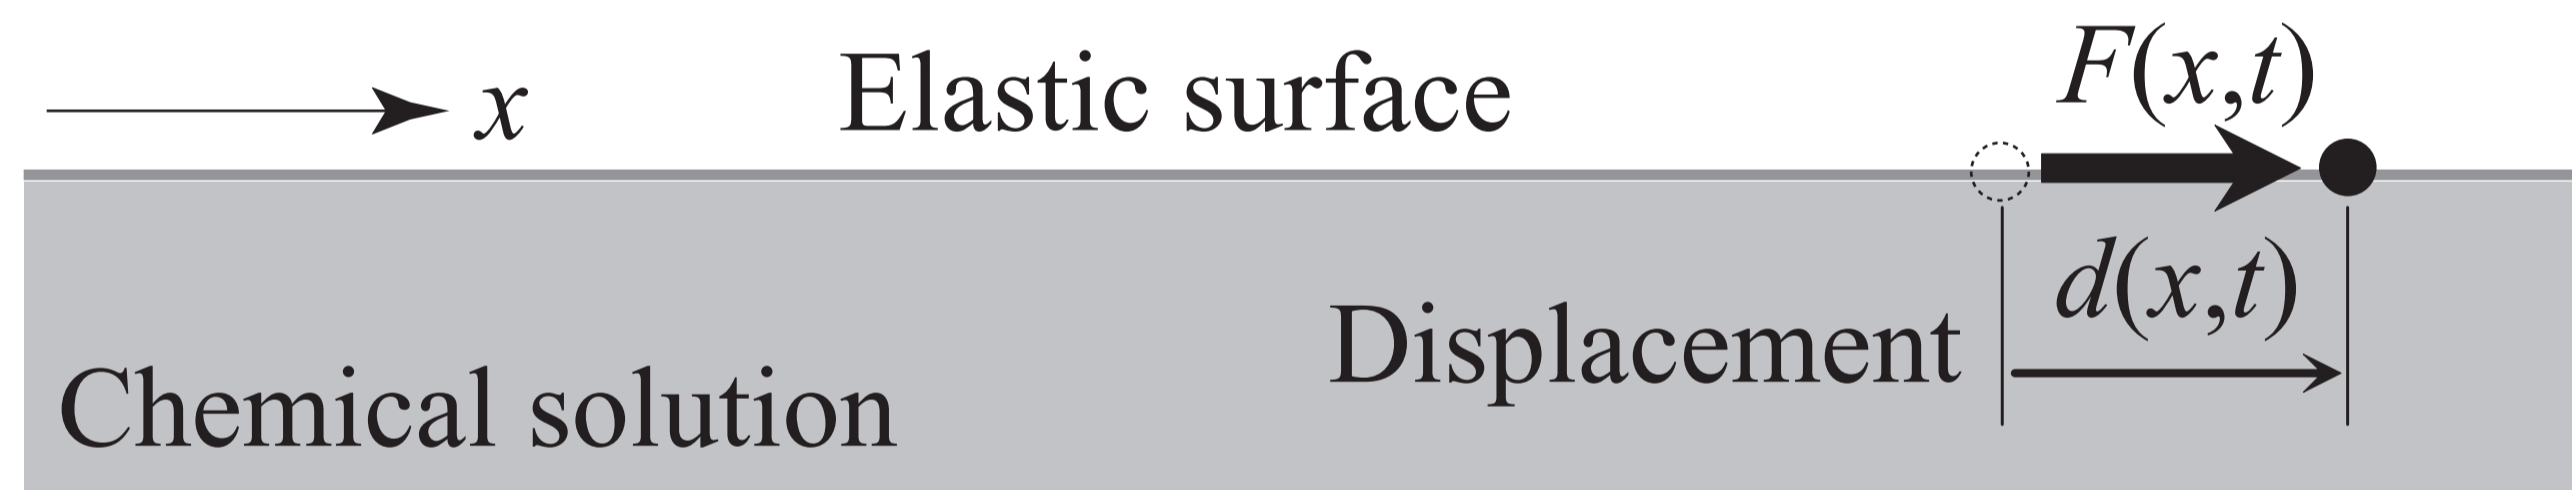 x
Elastic surface
F(x,t)
d(x,t)
Displacement
Chemical solution